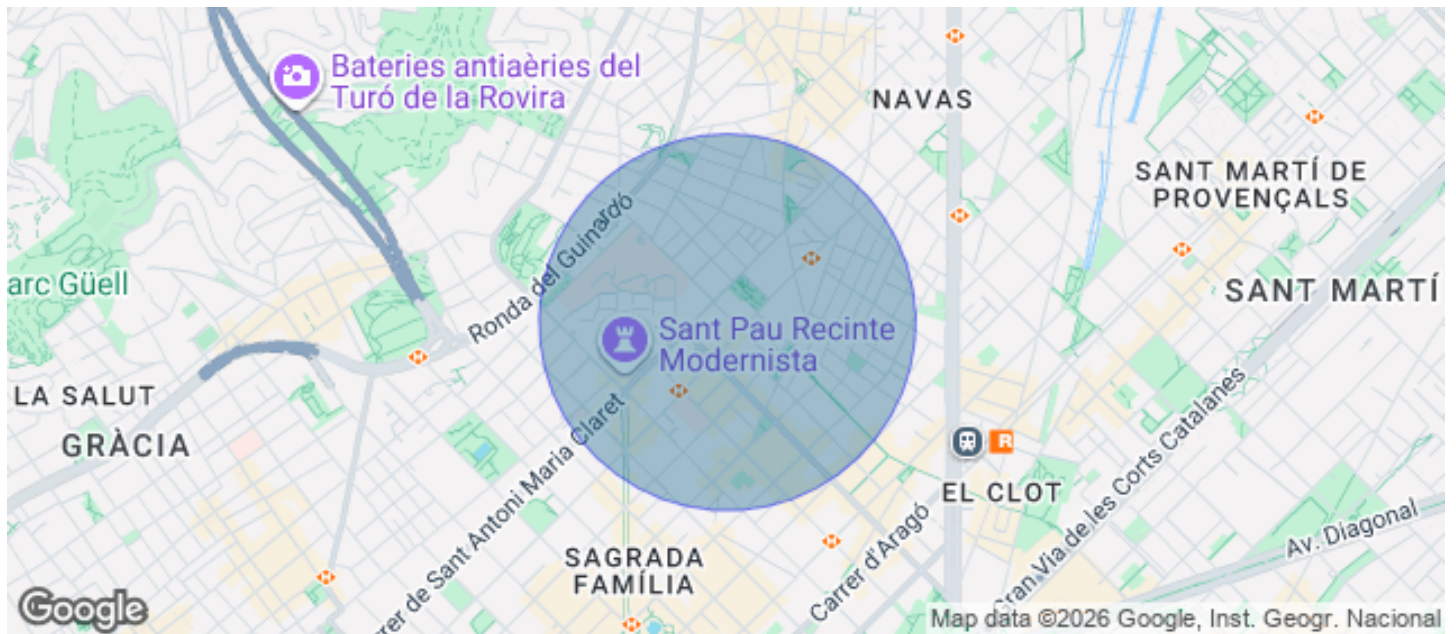 Bateries antiaèries del
Turó de la Rovira
NAVAS
SANT MARTÍ DE
PROVENÇALS
arc Güell
Ronda del Guinardó
SANT MARTÍ
Sant Pau Recinte
Modernista
LA SALUT
GRÀCIA
rer de Sant Antoni Maria Claret
R
EL CLOT
Gran Via de les Corts Catalanes
Carrer d'Aragó
Av. Diagonal
SAGRADA
FAMÍLIA
Google
Map data ©2026 Google, Inst. Geogr. Nacional